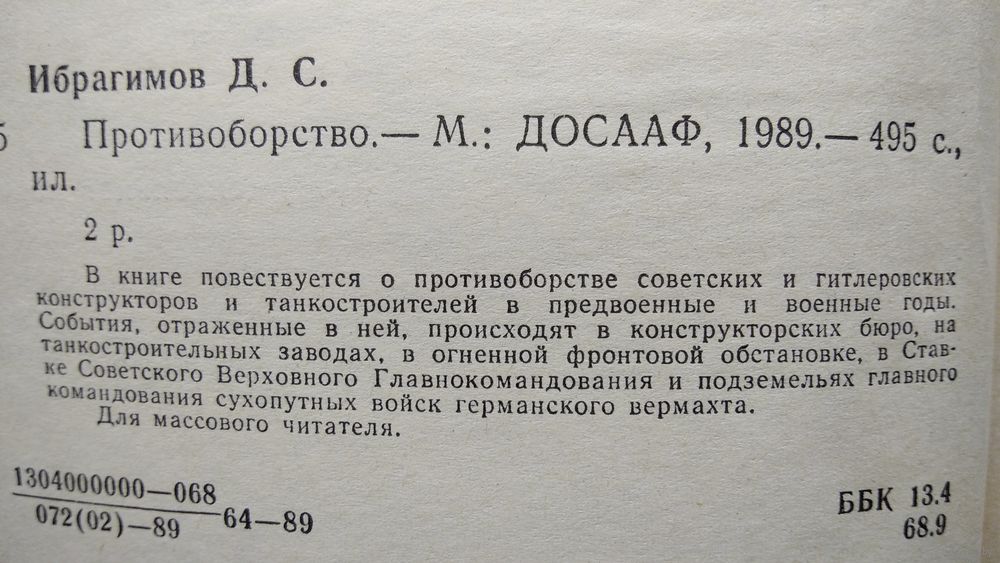 Ибрагимов Д. С.
Противоборство.— М.: ДОСААФ, 1989.— 495 с.,
ил.
2 р.
В книге повествуется о противоборстве советских и гитлеровских
конструкторов и танкостроителей в предвоенные и военные годы.
События, отраженные в ней, происходят в конструкторских бюро, на
танкостроительных заводах, в огненной фронтовой обстановке, в Став-
ке Советского Верховного Главнокомандования и подземельях главного
командования сухопутных войск германского вермахта.
Для массового читателя.
1304000000—068
072(02)—89
64—89
ББК 13.4
68.9